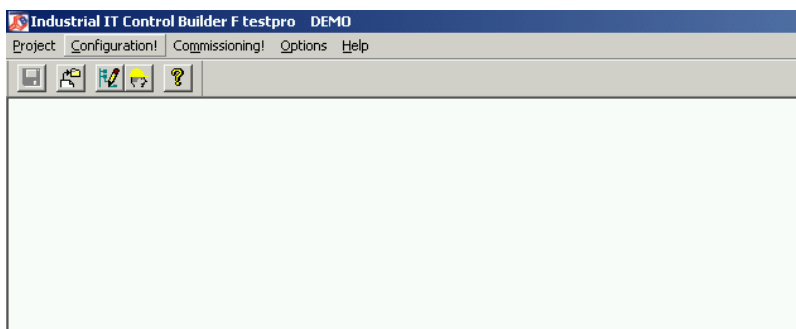 Industrial IT Control Builder F testpro DEMO
Project Configuration! Commissioning! Options Help
?